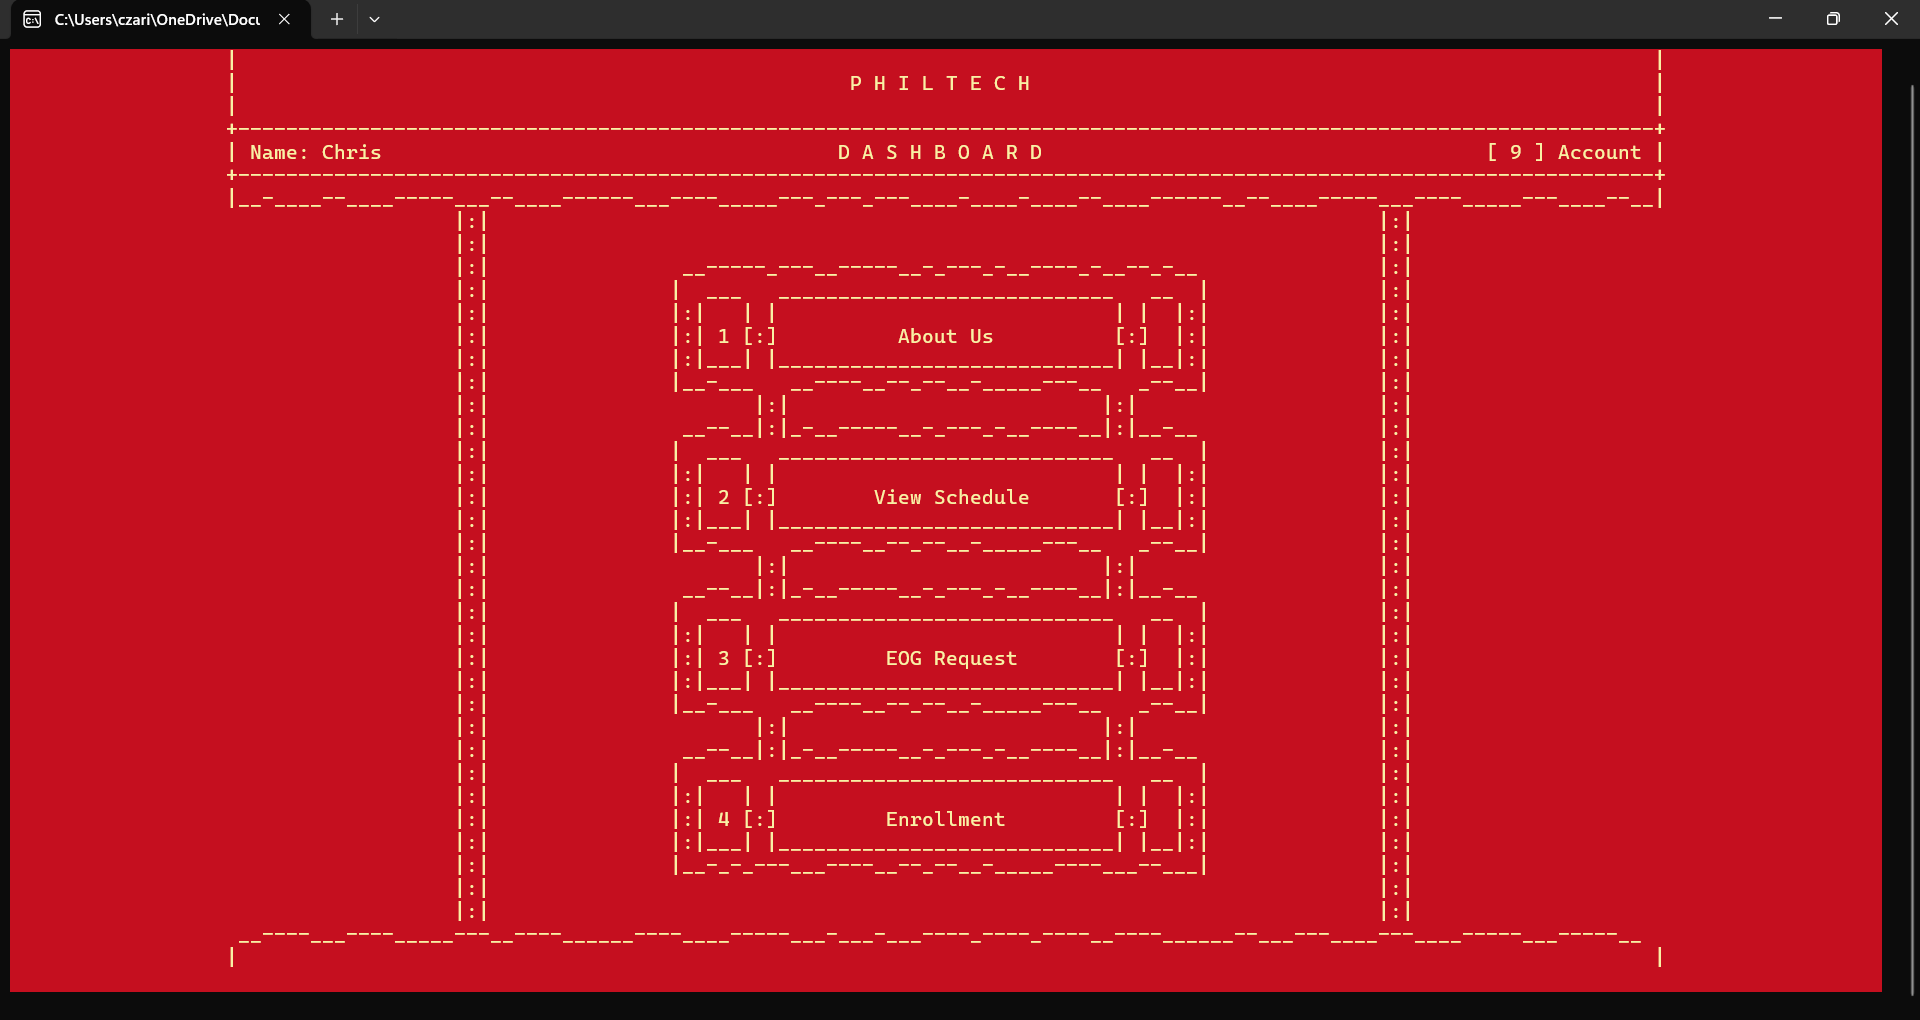 C:\Users\czari\OneDrive\Docu
P H I L T E C H
Name: Chris D A S H B O A R D [ 9 ] Account
1 [:] About Us [:]
2 [:] View Schedule [:]
3 [:] EOG Request [:]
4 [:] Enrollment [:]